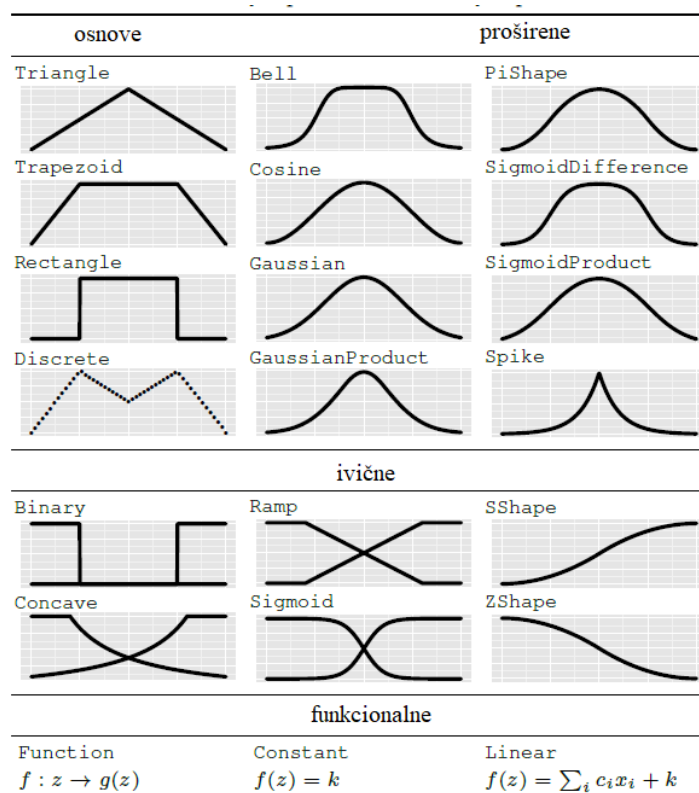 osnove proširene
Triangle Bell PiShape
Trapezoid Cosine SigmoidDifference
Rectangle Gaussian SigmoidProduct
Discrete GaussianProduct Spike
ivične
Binary Ramp SShape
Concave Sigmoid ZShape
funkcionalne
Function Constant Linear
f : z → g(z) f(z) = k f(z) = ∑ᵢ cᵢxᵢ + k